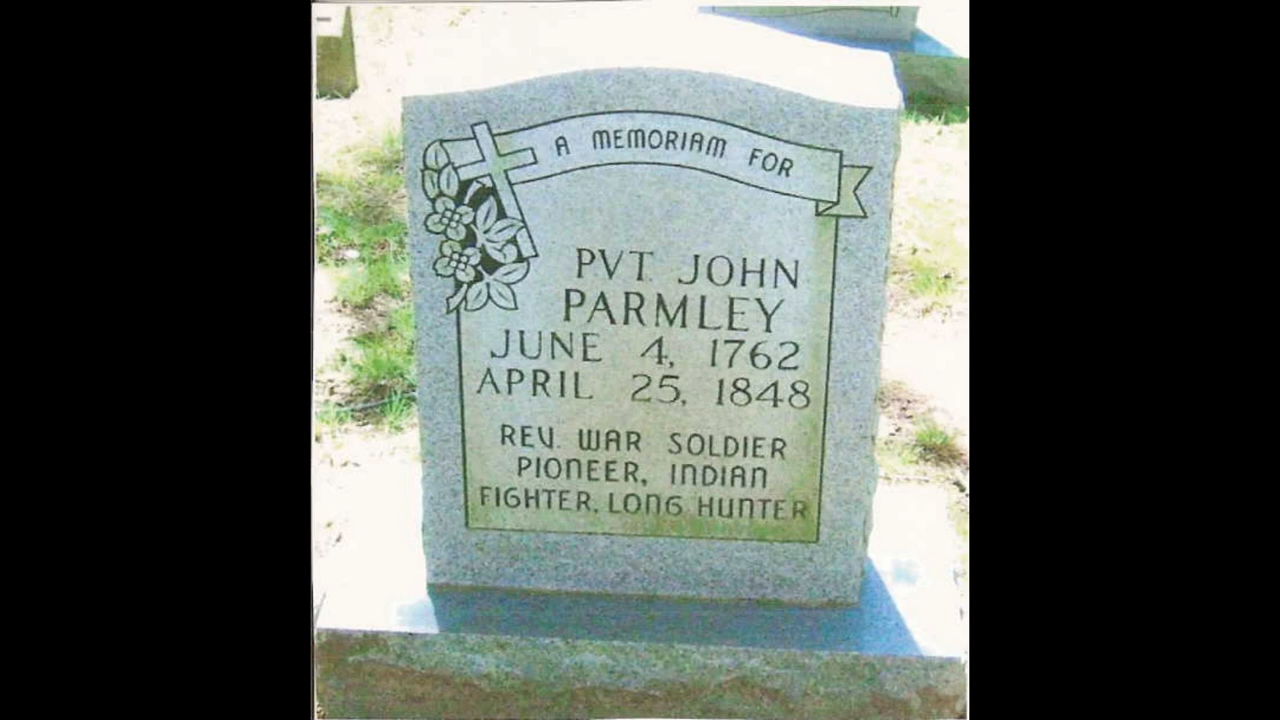 A MEMORIAM FOR
PVT. JOHN
PARMLEY
JUNE 4, 1762
APRIL 25, 1848
REV. WAR SOLDIER
PIONEER, INDIAN
FIGHTER, LONG HUNTER